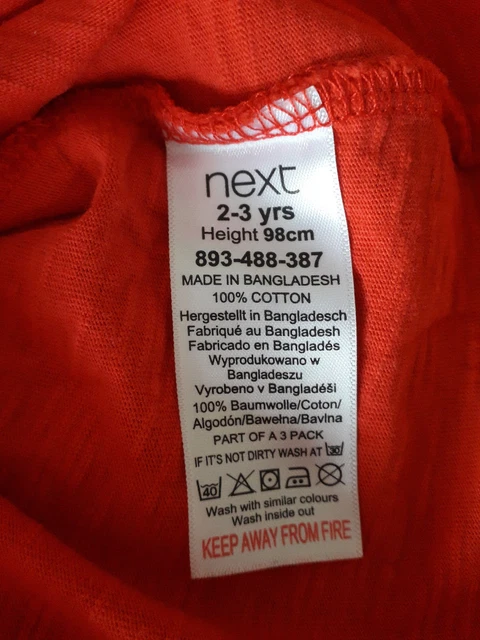 next
2-3 yrs
Height 98cm
893-488-387
MADE IN BANGLADESH
100% COTTON
Hergestellt in Bangladesch
Fabriqué au Bangladesh
Fabricado en Bangladés
Wyprodukowano w
Bangladeszu
Vyrobeno v Bangladéši
100% Baumwolle/Coton/
Algodón/Bawełna/Bavlna
PART OF A 3 PACK
IF IT'S NOT DIRTY WASH AT 30
40
Wash with similar colours
Wash inside out
KEEP AWAY FROM FIRE